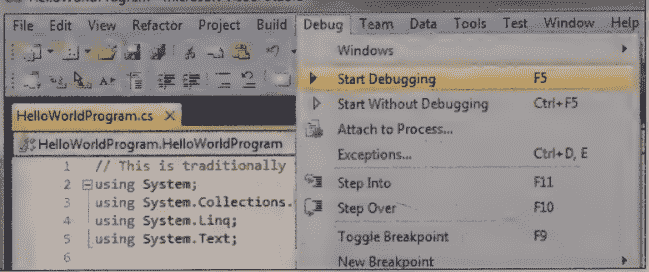 HelloWorldProgram
File Edit View Refactor Project Build Debug Team Data Tools Test Window Help
Windows
Start Debugging F5
Start Without Debugging Ctrl+F5
Attach to Process...
Exceptions... Ctrl+D, E
Step Into F11
Step Over F10
Toggle Breakpoint F9
New Breakpoint
HelloWorldProgram.cs X
HelloWorldProgram.HelloWorldProgram
1 // This is traditionally
2 using System;
3 using System.Collections.
4 using System.Linq;
5 using System.Text;
6